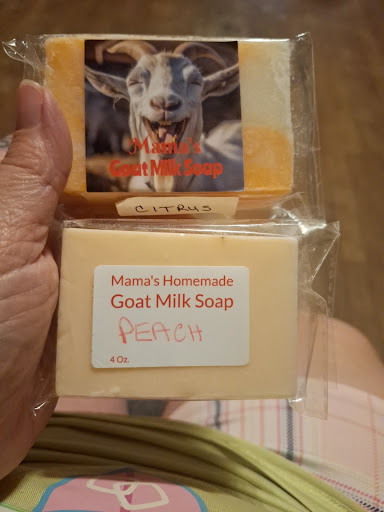 Mama's
Goat Milk Soap
CITRUS
Mama's Homemade
Goat Milk Soap
PEACH
4 Oz.